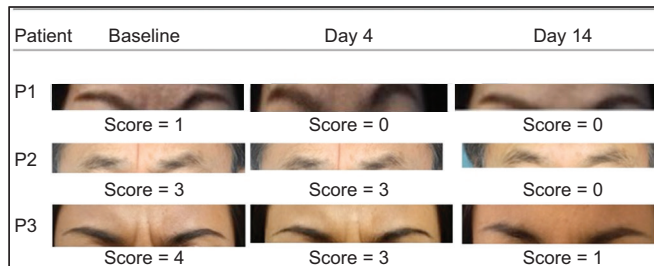 Patient Baseline Day 4 Day 14
P1
Score = 1 Score = 0 Score = 0
P2
Score = 3 Score = 3 Score = 0
P3
Score = 4 Score = 3 Score = 1